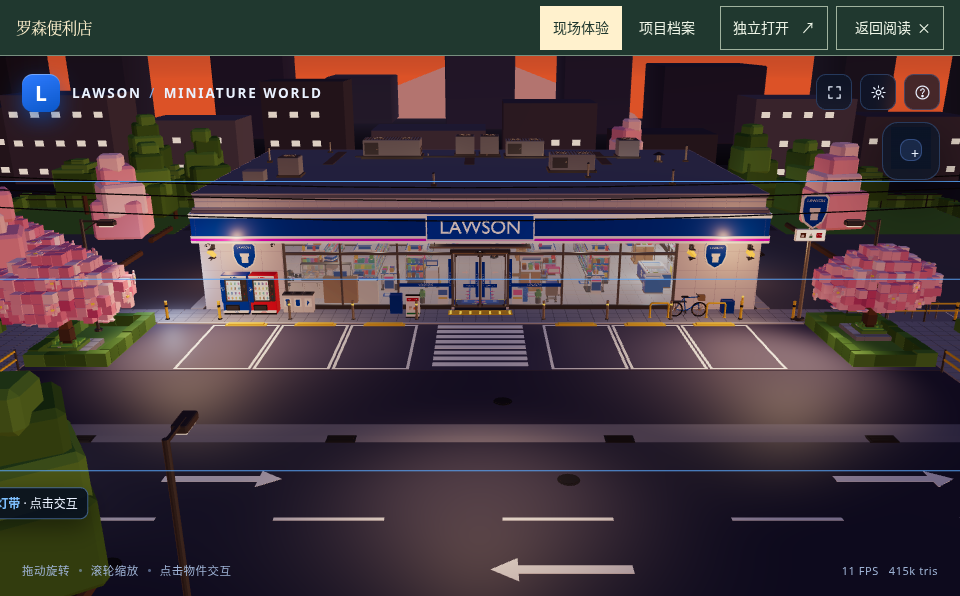 罗森便利店
现场体验
项目档案
独立打开 ↗
返回阅读 ×
L LAWSON / MINIATURE WORLD
LAWSON
灯带 · 点击交互
拖动旋转 • 滚轮缩放 • 点击物件交互
11 FPS 415k tris